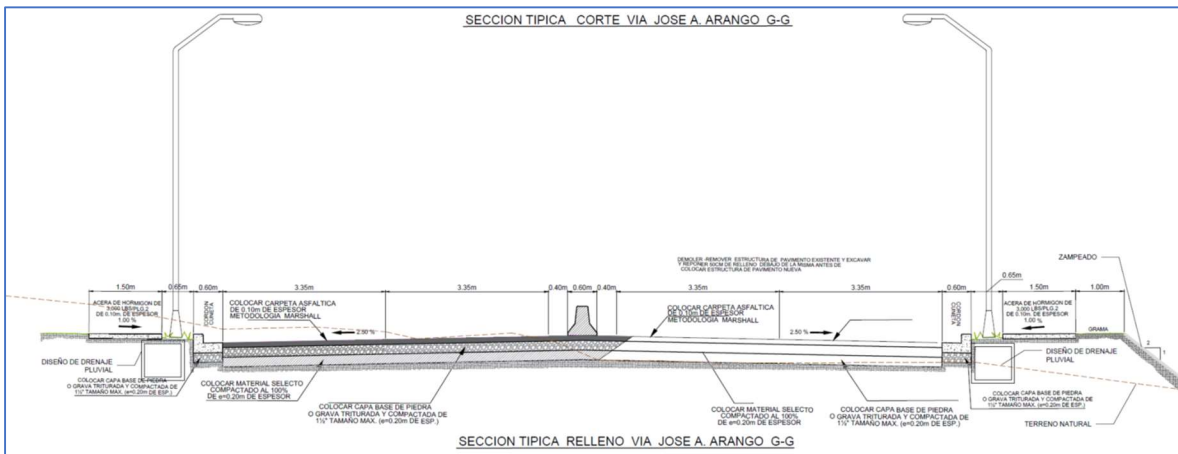 SECCION TIPICA CORTE VIA JOSE A. ARANGO G-G
DEMOLER -REMOVER ESTRUCTURA DE PAVIMENTO EXISTENTE Y EXCAVAR
Y REPONER 50CM DE RELLENO DEBAJO DE LA MISMA ANTES DE
COLOCAR ESTRUCTURA DE PAVIMENTO NUEVA
ZAMPEADO
0.65m
1.50m
0.65m
0.60m
3.35m
3.35m
0.40m
0.60m
0.40m
3.35m
3.35m
0.60m
1.50m
1.00m
ACERA DE HORMIGON DE
3,000 LBS/PLG.2
DE 0.10m. DE ESPESOR
1.00 %
CORDON
CUNETA
COLOCAR CARPETA ASFALTICA
DE 0.10m DE ESPESOR
METODOLOGIA MARSHALL
2.50 %
COLOCAR CARPETA ASFALTICA
DE 0.10m DE ESPESOR
METODOLOGIA MARSHALL
2.50 %
CORDON
CUNETA
ACERA DE HORMIGON DE
3,000 LBS/PLG.2
DE 0.10m. DE ESPESOR
1.00 %
GRAMA
2
1
DISEÑO DE DRENAJE
PLUVIAL
COLOCAR CAPA BASE DE PIEDRA
O GRAVA TRITURADA Y COMPACTADA DE
1½" TAMAÑO MAX. (e=0.20m DE ESP.)
COLOCAR MATERIAL SELECTO
COMPACTADO AL 100%
DE e=0.20m DE ESPESOR
COLOCAR CAPA BASE DE PIEDRA
O GRAVA TRITURADA Y COMPACTADA DE
1½" TAMAÑO MAX. (e=0.20m DE ESP.)
COLOCAR MATERIAL SELECTO
COMPACTADO AL 100%
DE e=0.20m DE ESPESOR
COLOCAR CAPA BASE DE PIEDRA
O GRAVA TRITURADA Y COMPACTADA DE
1½" TAMAÑO MAX. (e=0.20m DE ESP.)
DISEÑO DE DRENAJE
PLUVIAL
COLOCAR CAPA BASE DE PIEDRA
O GRAVA TRITURADA Y COMPACTADA DE
1½" TAMAÑO MAX. (e=0.20m DE ESP.)
TERRENO NATURAL
SECCION TIPICA RELLENO VIA JOSE A. ARANGO G-G